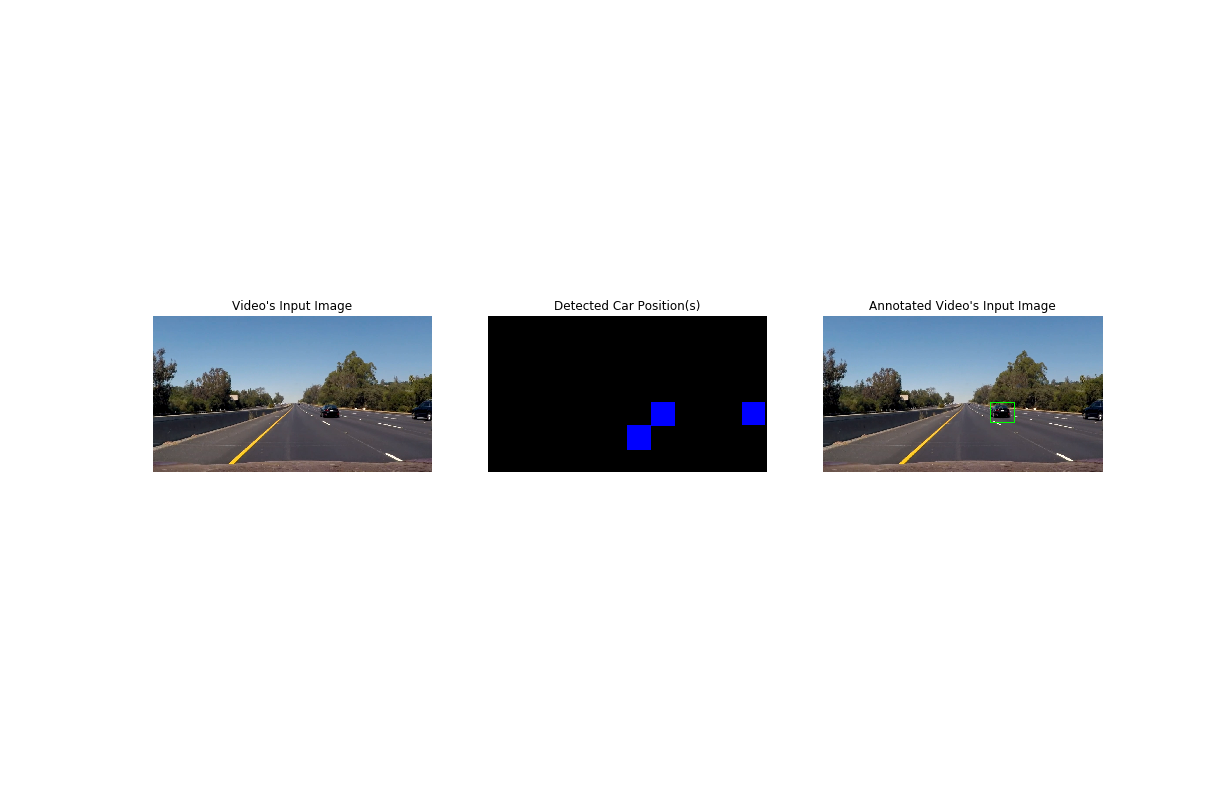 Video's Input Image
Detected Car Position(s)
Annotated Video's Input Image